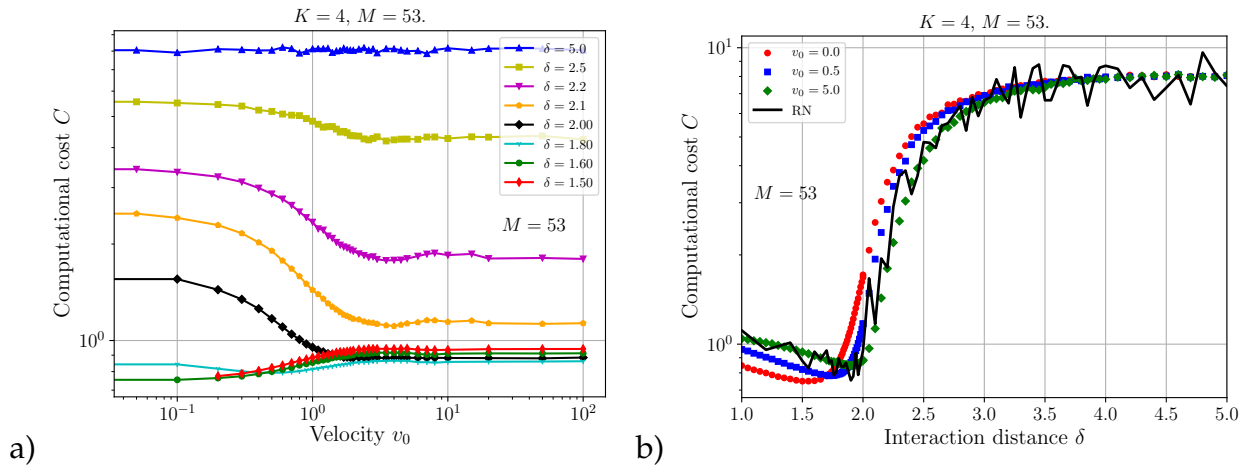 K = 4, M = 53.
Computational cost C
10⁰
δ = 5.0
δ = 2.5
δ = 2.2
δ = 2.1
δ = 2.00
δ = 1.80
δ = 1.60
δ = 1.50
M = 53
10⁻¹ 10⁰ 10¹ 10²
Velocity v₀
a)
K = 4, M = 53.
Computational cost C
10¹
10⁰
v₀ = 0.0
v₀ = 0.5
v₀ = 5.0
RN
M = 53
1.0 1.5 2.0 2.5 3.0 3.5 4.0 4.5 5.0
Interaction distance δ
b)